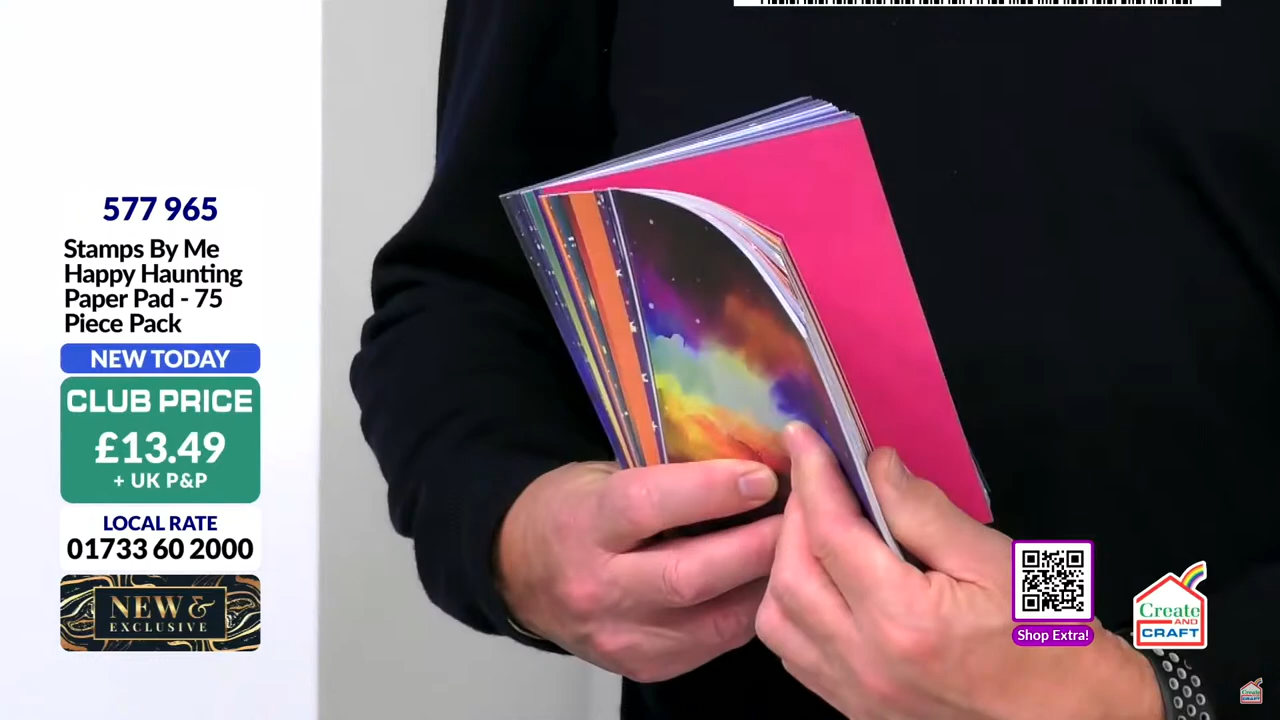 577 965
Stamps By Me
Happy Haunting
Paper Pad - 75
Piece Pack
NEW TODAY
CLUB PRICE
£13.49
+ UK P&P
LOCAL RATE
01733 60 2000
NEW &
EXCLUSIVE
Shop Extra!
Create
AND
CRAFT